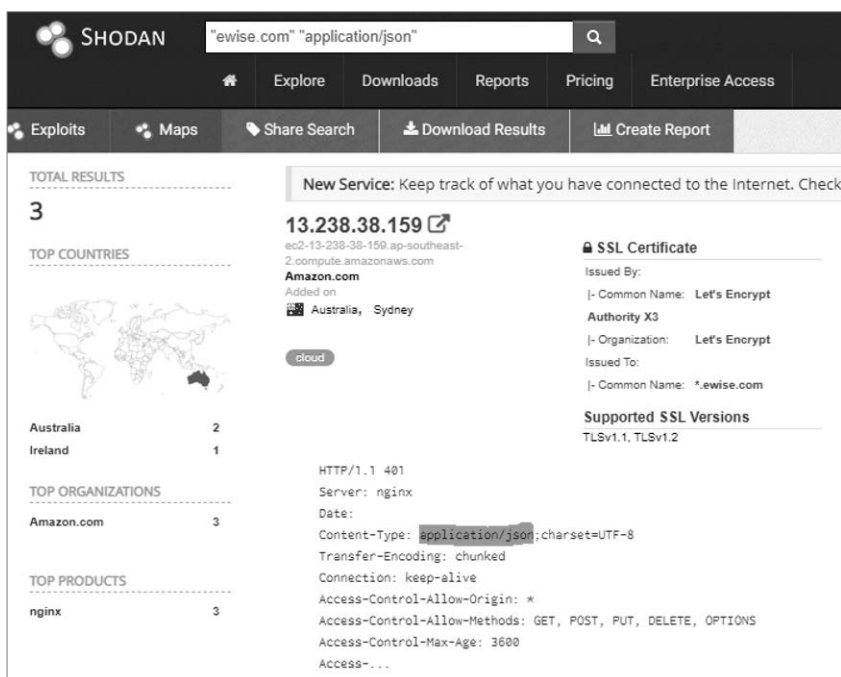 SHODAN
"ewise.com" "application/json"
Explore Downloads Reports Pricing Enterprise Access
Exploits Maps Share Search Download Results Create Report
TOTAL RESULTS
3
TOP COUNTRIES
Australia 2
Ireland 1
TOP ORGANIZATIONS
Amazon.com 3
TOP PRODUCTS
nginx 3
New Service: Keep track of what you have connected to the Internet. Check
13.238.38.159
ec2-13-238-38-159.ap-southeast-
2.compute.amazonaws.com
Amazon.com
Added on
Australia, Sydney
cloud
SSL Certificate
Issued By:
|- Common Name: Let's Encrypt
Authority X3
|- Organization: Let's Encrypt
Issued To:
|- Common Name: *.ewise.com
Supported SSL Versions
TLSv1.1, TLSv1.2
HTTP/1.1 401
Server: nginx
Date:
Content-Type: application/json;charset=UTF-8
Transfer-Encoding: chunked
Connection: keep-alive
Access-Control-Allow-Origin: *
Access-Control-Allow-Methods: GET, POST, PUT, DELETE, OPTIONS
Access-Control-Max-Age: 3600
Access-...